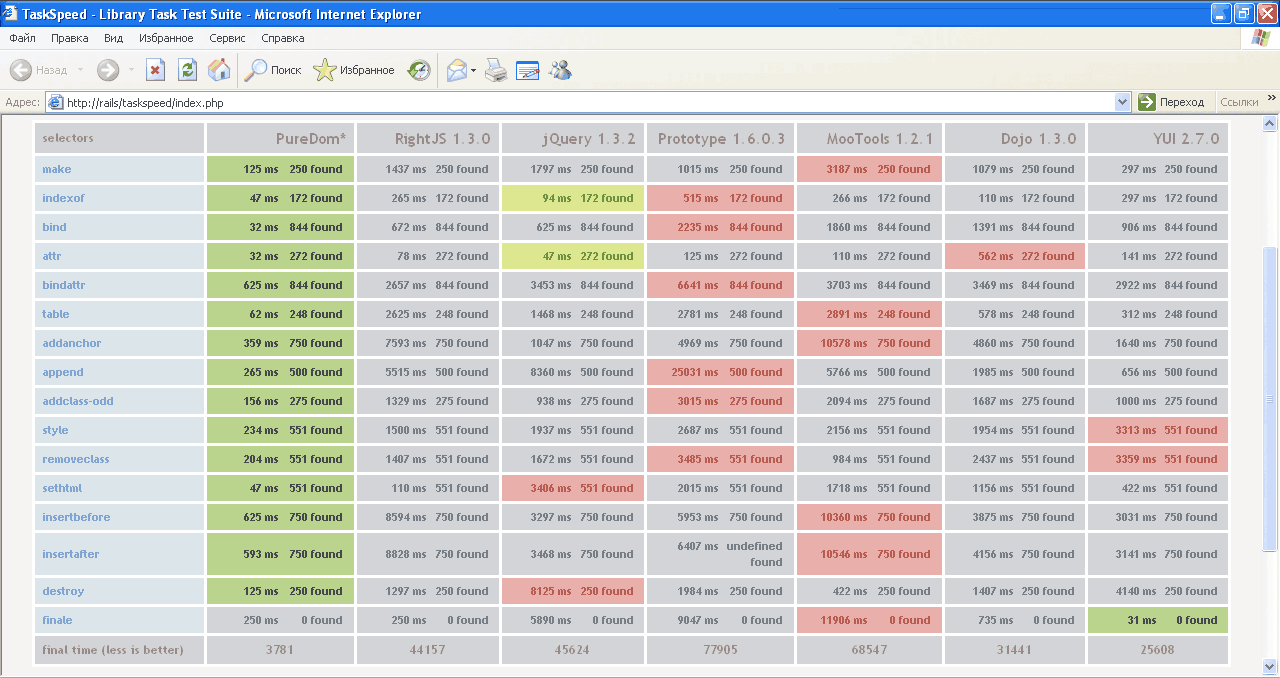 TaskSpeed - Library Task Test Suite - Microsoft Internet Explorer
Файл Правка Вид Избранное Сервис Справка
Назад Поиск Избранное
Адрес: http://rails/taskspeed/index.php Переход Ссылки »
selectors PureDom* RightJS 1.3.0 jQuery 1.3.2 Prototype 1.6.0.3 MooTools 1.2.1 Dojo 1.3.0 YUI 2.7.0
make 125 ms 250 found 1437 ms 250 found 1797 ms 250 found 1015 ms 250 found 3187 ms 250 found 1079 ms 250 found 297 ms 250 found
indexof 47 ms 172 found 265 ms 172 found 94 ms 172 found 515 ms 172 found 266 ms 172 found 110 ms 172 found 297 ms 172 found
bind 32 ms 844 found 672 ms 844 found 625 ms 844 found 2235 ms 844 found 1860 ms 844 found 1391 ms 844 found 906 ms 844 found
attr 32 ms 272 found 78 ms 272 found 47 ms 272 found 125 ms 272 found 110 ms 272 found 562 ms 272 found 141 ms 272 found
bindattr 625 ms 844 found 2657 ms 844 found 3453 ms 844 found 6641 ms 844 found 3703 ms 844 found 3469 ms 844 found 2922 ms 844 found
table 62 ms 248 found 2625 ms 248 found 1468 ms 248 found 2781 ms 248 found 2891 ms 248 found 578 ms 248 found 312 ms 248 found
addanchor 359 ms 750 found 7593 ms 750 found 1047 ms 750 found 4969 ms 750 found 10578 ms 750 found 4860 ms 750 found 1640 ms 750 found
append 265 ms 500 found 5515 ms 500 found 8360 ms 500 found 25031 ms 500 found 5766 ms 500 found 1985 ms 500 found 656 ms 500 found
addclass-odd 156 ms 275 found 1329 ms 275 found 938 ms 275 found 3015 ms 275 found 2094 ms 275 found 1687 ms 275 found 1000 ms 275 found
style 234 ms 551 found 1500 ms 551 found 1937 ms 551 found 2687 ms 551 found 2156 ms 551 found 1954 ms 551 found 3313 ms 551 found
removeclass 204 ms 551 found 1407 ms 551 found 1672 ms 551 found 3485 ms 551 found 984 ms 551 found 2437 ms 551 found 3359 ms 551 found
sethtml 47 ms 551 found 110 ms 551 found 3406 ms 551 found 2015 ms 551 found 1718 ms 551 found 1156 ms 551 found 422 ms 551 found
insertbefore 625 ms 750 found 8594 ms 750 found 3297 ms 750 found 5953 ms 750 found 10360 ms 750 found 3875 ms 750 found 3031 ms 750 found
insertafter 593 ms 750 found 8828 ms 750 found 3468 ms 750 found 6407 ms undefined found 10546 ms 750 found 4156 ms 750 found 3141 ms 750 found
destroy 125 ms 250 found 1297 ms 250 found 8125 ms 250 found 1984 ms 250 found 422 ms 250 found 1407 ms 250 found 4140 ms 250 found
finale 250 ms 0 found 250 ms 0 found 5890 ms 0 found 9047 ms 0 found 11906 ms 0 found 735 ms 0 found 31 ms 0 found
final time (less is better) 3781 44157 45624 77905 68547 31441 25608